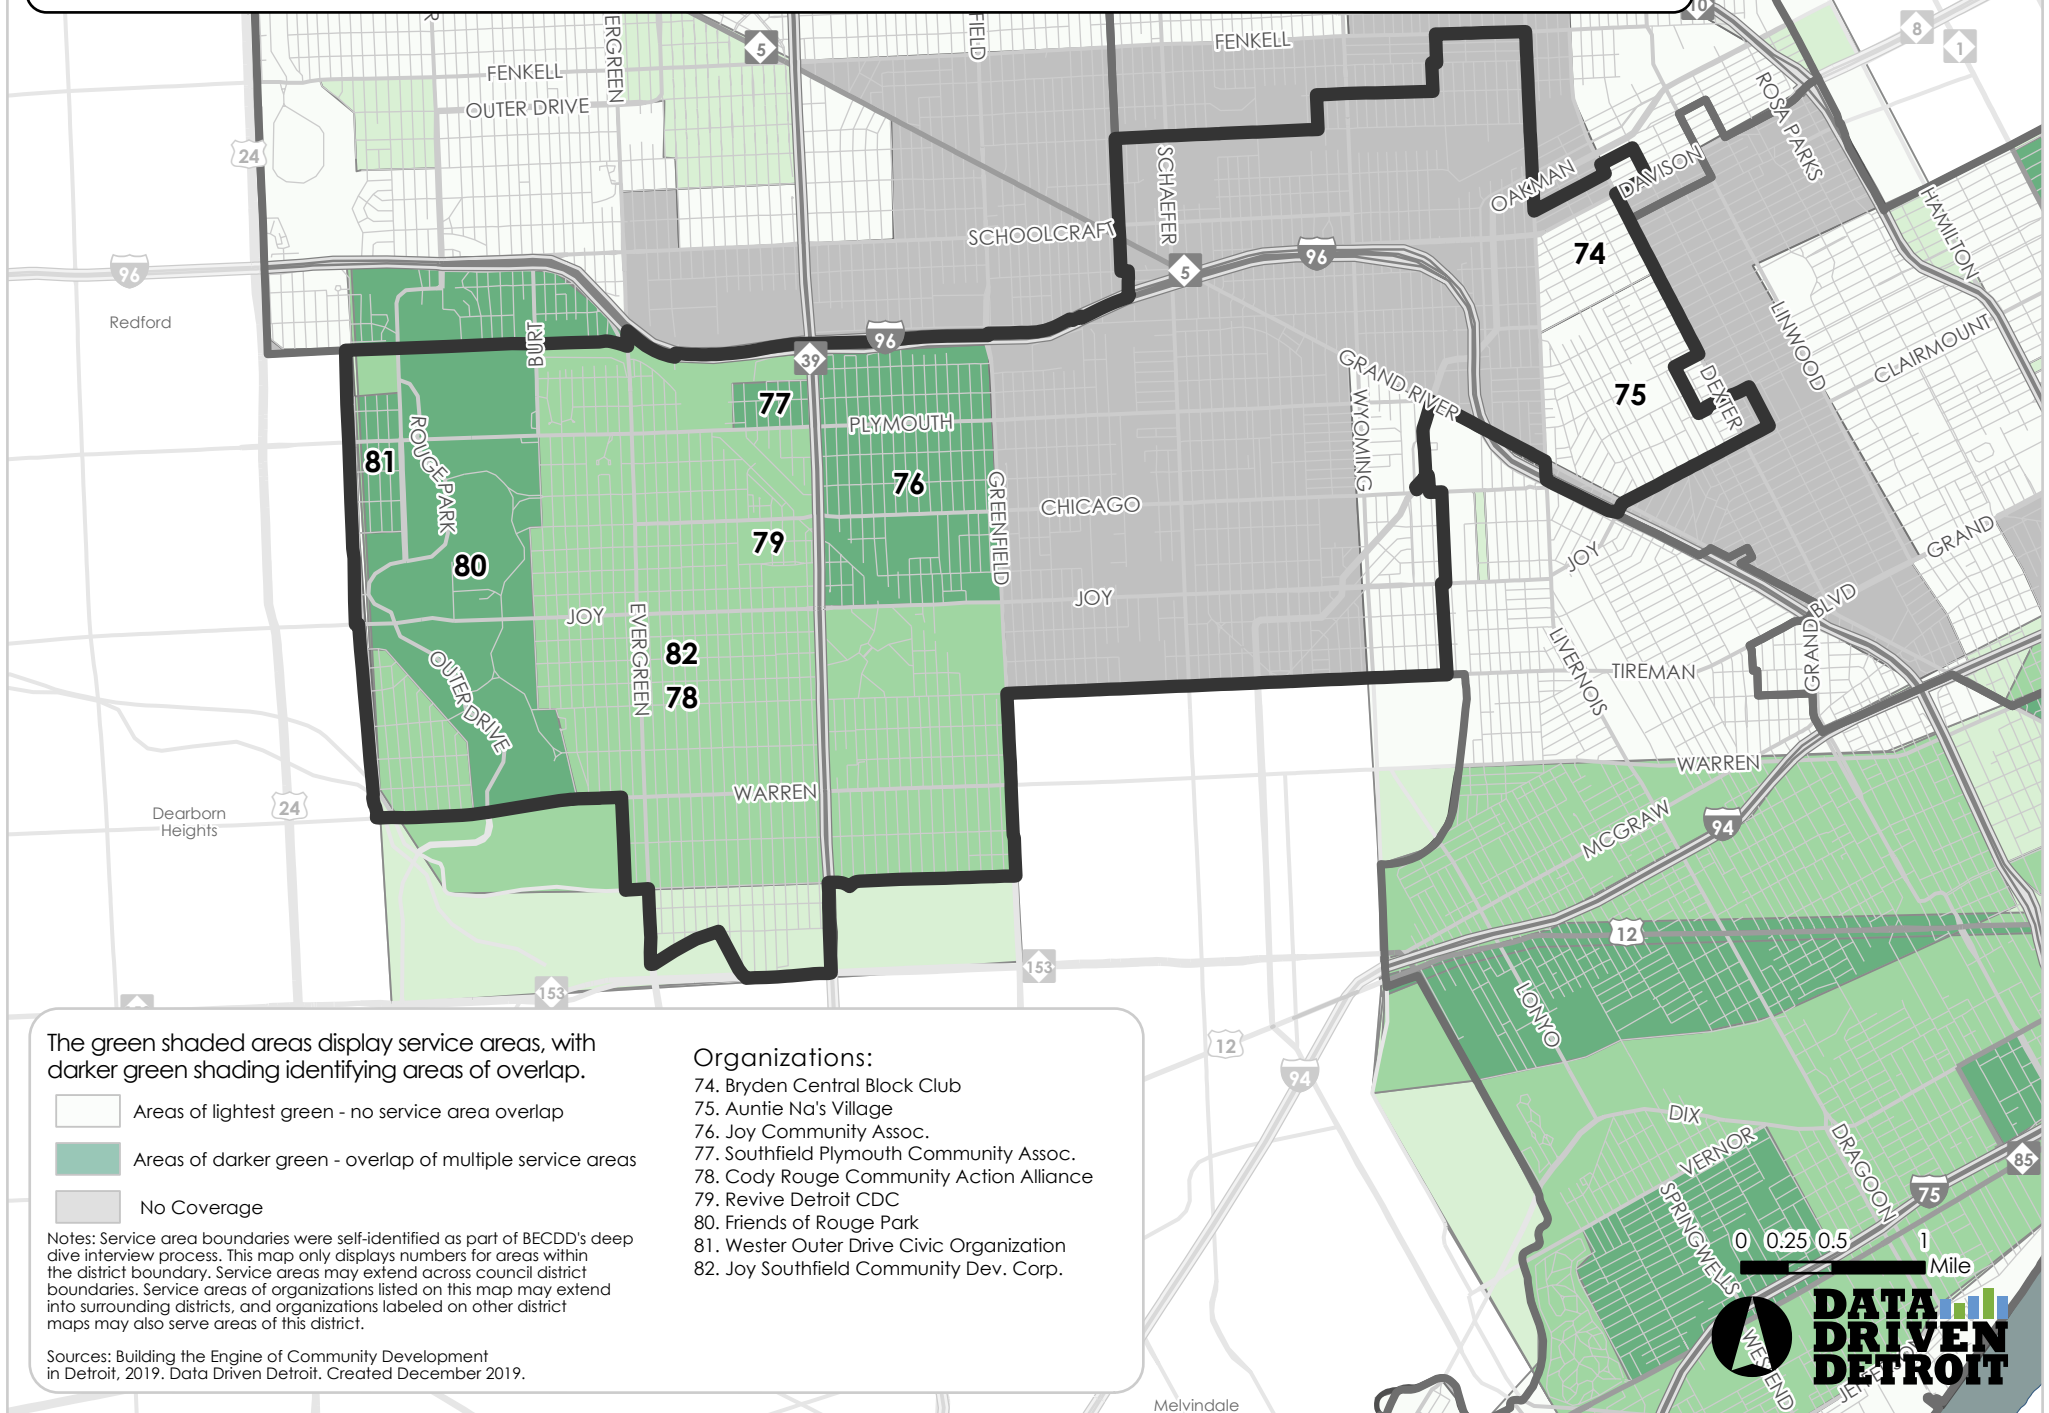 10
8
1
5
FENKELL
FENKELL
OUTER DRIVE
ERGREEN
FIELD
ROSA PARKS
24
SCHAEFER
OAKMAN
DAVISON
HAMILTON
SCHOOLCRAFT
96
5
96
74
Redford
BURT
96
39
LINWOOD
CLAIRMOUNT
GRAND RIVER
77
PLYMOUTH
WYOMING
75
DEXTER
ROUGE PARK
81
76
GREENFIELD
CHICAGO
79
80
JOY
GRAND
JOY
JOY
EVERGREEN
GRAND BLVD
82
78
OUTER DRIVE
LIVERNOIS
TIREMAN
WARREN
WARREN
Dearborn
Heights
24
MCGRAW
94
12
153
153
LONYO
12
94
DIX
VERNOR
DRAGOON
85
SPRINGWELLS
75
The green shaded areas display service areas, with
darker green shading identifying areas of overlap.
Areas of lightest green - no service area overlap
Areas of darker green - overlap of multiple service areas
No Coverage
Notes: Service area boundaries were self-identified as part of BECDD's deep
dive interview process. This map only displays numbers for areas within
the district boundary. Service areas may extend across council district
boundaries. Service areas of organizations listed on this map may extend
into surrounding districts, and organizations labeled on other district
maps may also serve areas of this district.
Sources: Building the Engine of Community Development
in Detroit, 2019. Data Driven Detroit. Created December 2019.
Organizations:
74. Bryden Central Block Club
75. Auntie Na's Village
76. Joy Community Assoc.
77. Southfield Plymouth Community Assoc.
78. Cody Rouge Community Action Alliance
79. Revive Detroit CDC
80. Friends of Rouge Park
81. Wester Outer Drive Civic Organization
82. Joy Southfield Community Dev. Corp.
0 0.25 0.5 1
Mile
DATA
DRIVEN
DETROIT
Melvindale